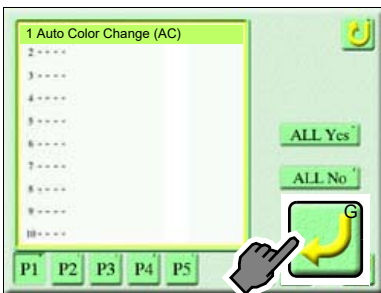 1 Auto Color Change (AC)
2 - - - -
3 - - - -
4 - - - -
5 - - - -
6 - - - -
7 - - - -
8 - - - -
9 - - - -
10 - - - -
ALL Yes
ALL No
G
P1 P2 P3 P4 P5